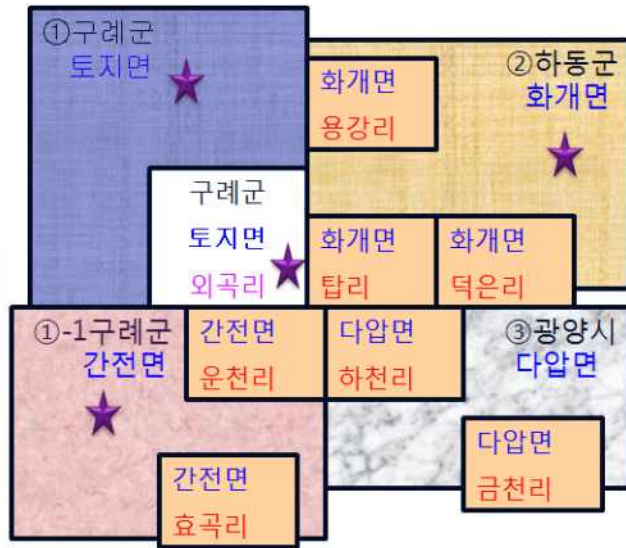 ①구례군
토지면
②하동군
화개면
화개면
용강리
구례군
토지면
외곡리
화개면
탑리
화개면
덕은리
①-1구례군
간전면
간전면
운천리
다압면
하천리
③광양시
다압면
간전면
효곡리
다압면
금천리